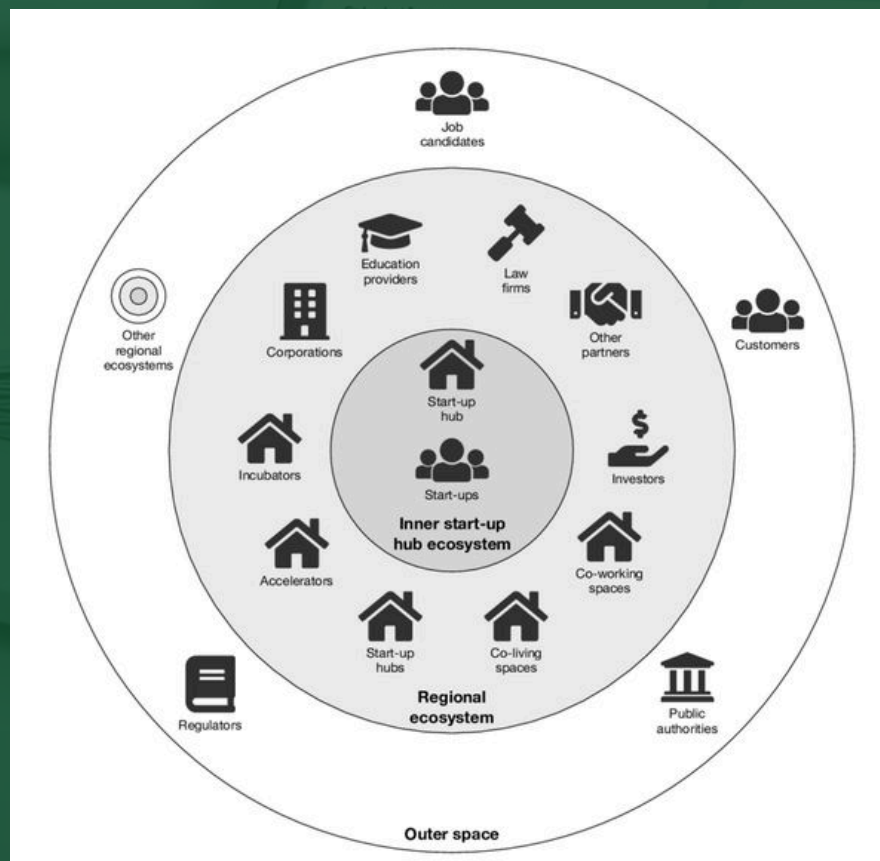 Job
candidates
Education
providers
Law
firms
Other
regional
ecosystems
Corporations
Other
partners
Customers
Start-up
hub
Incubators
Start-ups
Investors
Inner start-up
hub ecosystem
Accelerators
Co-working
spaces
Start-up
hubs
Co-living
spaces
Regional
ecosystem
Regulators
Public
authorities
Outer space